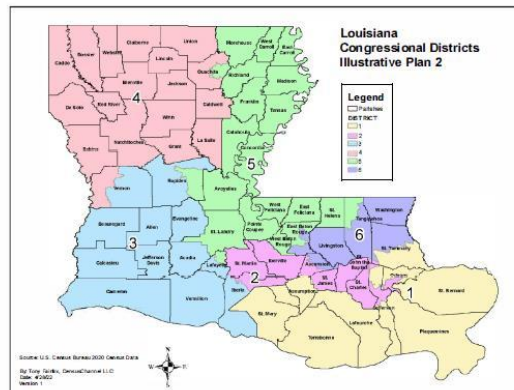 Louisiana
Congressional Districts
Illustrative Plan 2
Legend
Parishes
DISTRICT
1
2
3
4
5
6
Caddo
Bossier
Webster
Claiborne
Union
Lincoln
Morehouse
West Carroll
East Carroll
Ouachita
Richland
Madison
Bienville
Jackson
4
De Soto
Red River
Winn
Caldwell
Franklin
Tensas
Natchitoches
Sabine
Grant
La Salle
Catahoula
Concordia
5
Vernon
Rapides
Avoyelles
Beauregard
Allen
Evangeline
St. Landry
Pointe Coupee
West Feliciana
East Feliciana
St. Helena
Tangipahoa
Washington
3
Calcasieu
Jefferson Davis
Acadia
Lafayette
West Baton Rouge
East Baton Rouge
Livingston
6
St. Tammany
St. Martin
Iberville
Ascension
St. John the Baptist
2
St. James
St. Charles
Orleans
1
St. Bernard
Cameron
Vermilion
Iberia
Assumption
Jefferson
St. Mary
Lafourche
Plaquemines
Terrebonne
Source: U.S. Census Bureau 2020 Census Data
By: Tony Fairfax, CensusChannel LLC
Version 1